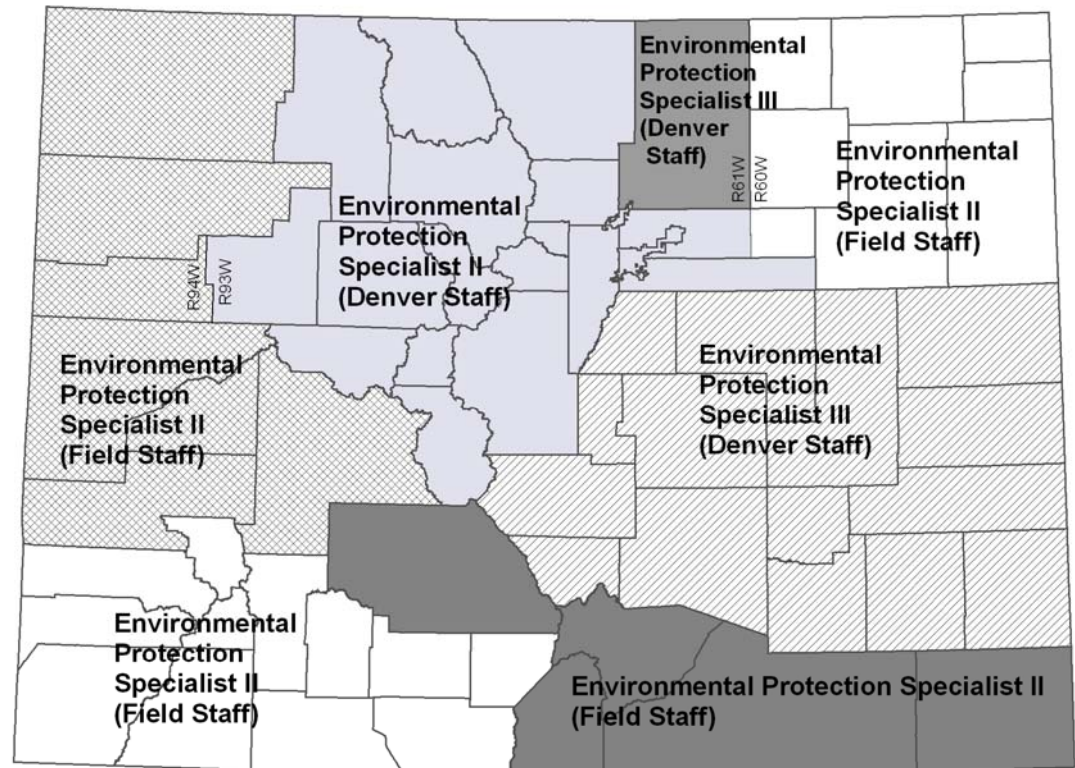 Environmental
Protection
Specialist III
(Denver
Staff)
R61W
R60W
Environmental
Protection
Specialist II
(Field Staff)
Environmental
Protection
Specialist II
(Denver Staff)
R94W
R93W
Environmental
Protection
Specialist II
(Field Staff)
Environmental
Protection
Specialist III
(Denver Staff)
Environmental
Protection
Specialist II
(Field Staff)
Environmental Protection Specialist II
(Field Staff)